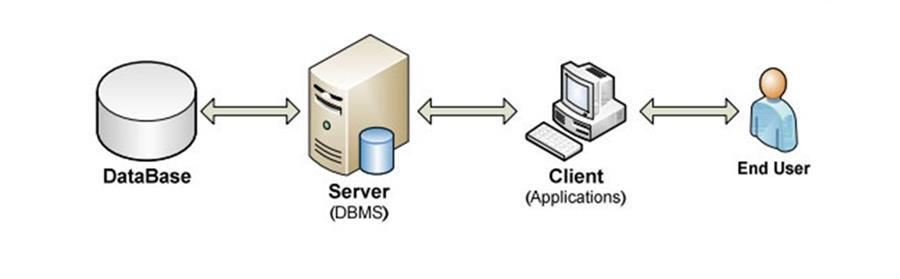 DataBase
Server
(DBMS)
Client
(Applications)
End User